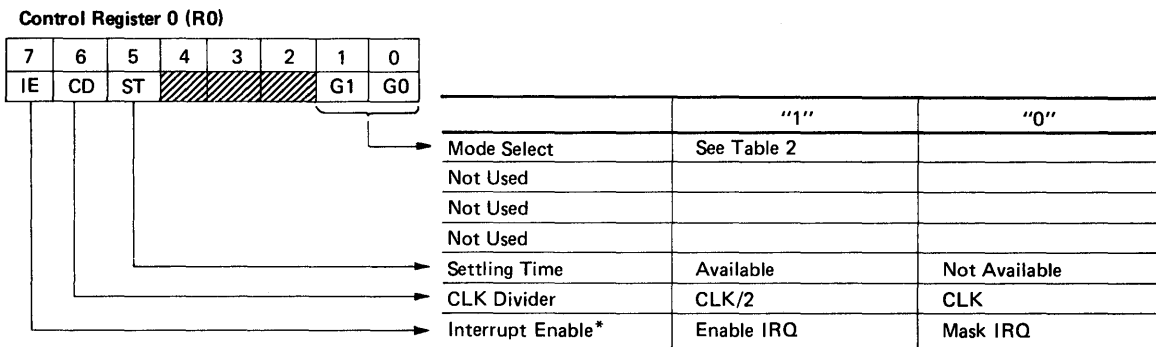 Control Register 0 (R0)
7 6 5 4 3 2 1 0
IE CD ST G1 G0
"1" "0"
Mode Select See Table 2
Not Used
Not Used
Not Used
Settling Time Available Not Available
CLK Divider CLK/2 CLK
Interrupt Enable* Enable IRQ Mask IRQ